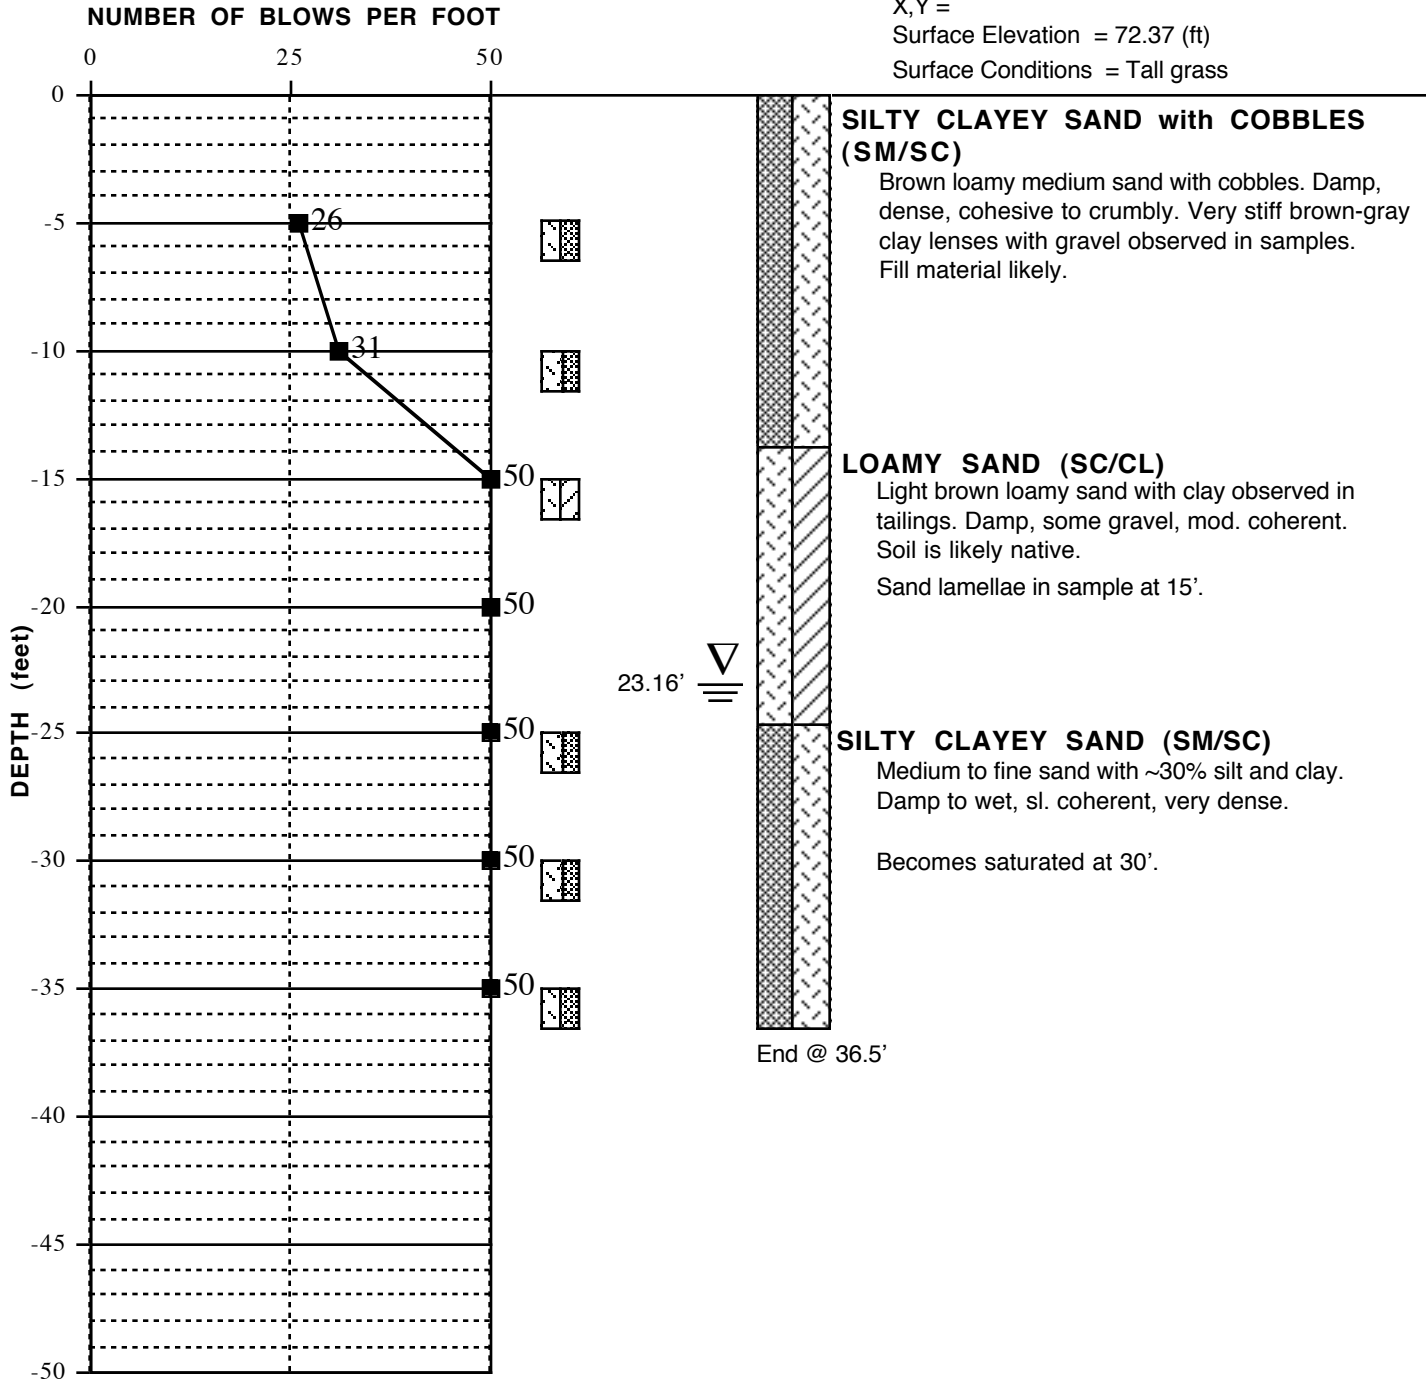 NUMBER OF BLOWS PER FOOT
X,Y =
Surface Elevation = 72.37 (ft)
Surface Conditions = Tall grass
0 25 50
0
-5
-10
-15
-20
-25
-30
-35
-40
-45
-50
DEPTH (feet)
26
31
50
50
50
50
50
23.16’
SILTY CLAYEY SAND with COBBLES
(SM/SC)
Brown loamy medium sand with cobbles. Damp,
dense, cohesive to crumbly. Very stiff brown-gray
clay lenses with gravel observed in samples.
Fill material likely.
LOAMY SAND (SC/CL)
Light brown loamy sand with clay observed in
tailings. Damp, some gravel, mod. coherent.
Soil is likely native.
Sand lamellae in sample at 15’.
SILTY CLAYEY SAND (SM/SC)
Medium to fine sand with ~30% silt and clay.
Damp to wet, sl. coherent, very dense.
Becomes saturated at 30’.
End @ 36.5’